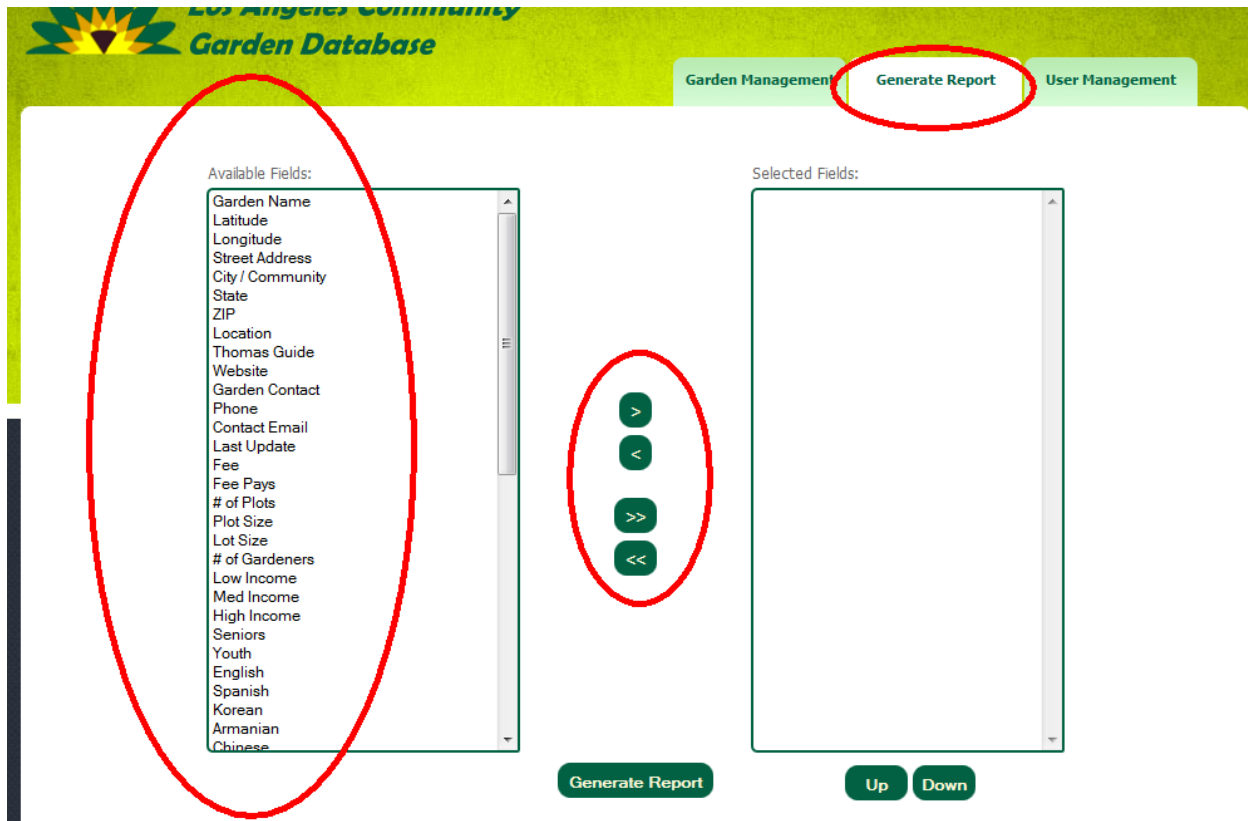 Los Angeles Community
Garden Database
Garden Management
Generate Report
User Management
Available Fields:
Garden Name
Latitude
Longitude
Street Address
City / Community
State
ZIP
Location
Thomas Guide
Website
Garden Contact
Phone
Contact Email
Last Update
Fee
Fee Pays
# of Plots
Plot Size
Lot Size
# of Gardeners
Low Income
Med Income
High Income
Seniors
Youth
English
Spanish
Korean
Armanian
Chinese
>
<
>>
<<
Selected Fields:
Generate Report
Up
Down